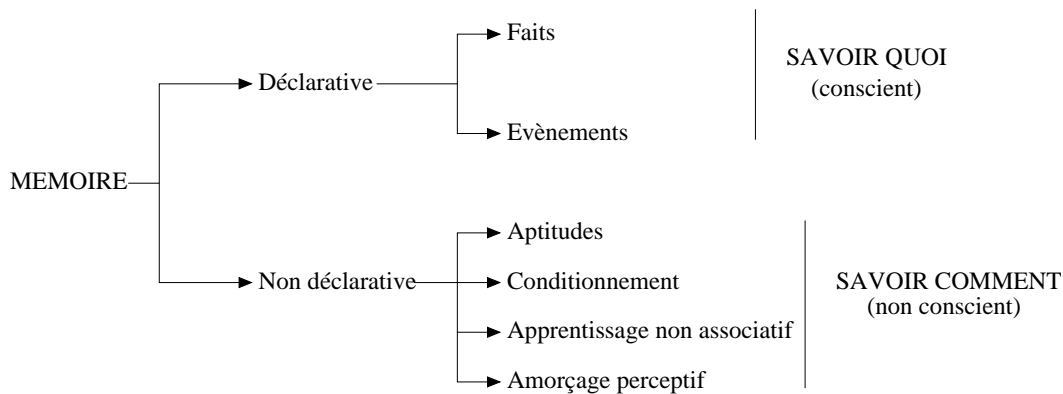 Faits
SAVOIR QUOI
(conscient)
Déclarative
Evènements
MEMOIRE
Aptitudes
Non déclarative
Conditionnement
SAVOIR COMMENT
(non conscient)
Apprentissage non associatif
Amorçage perceptif